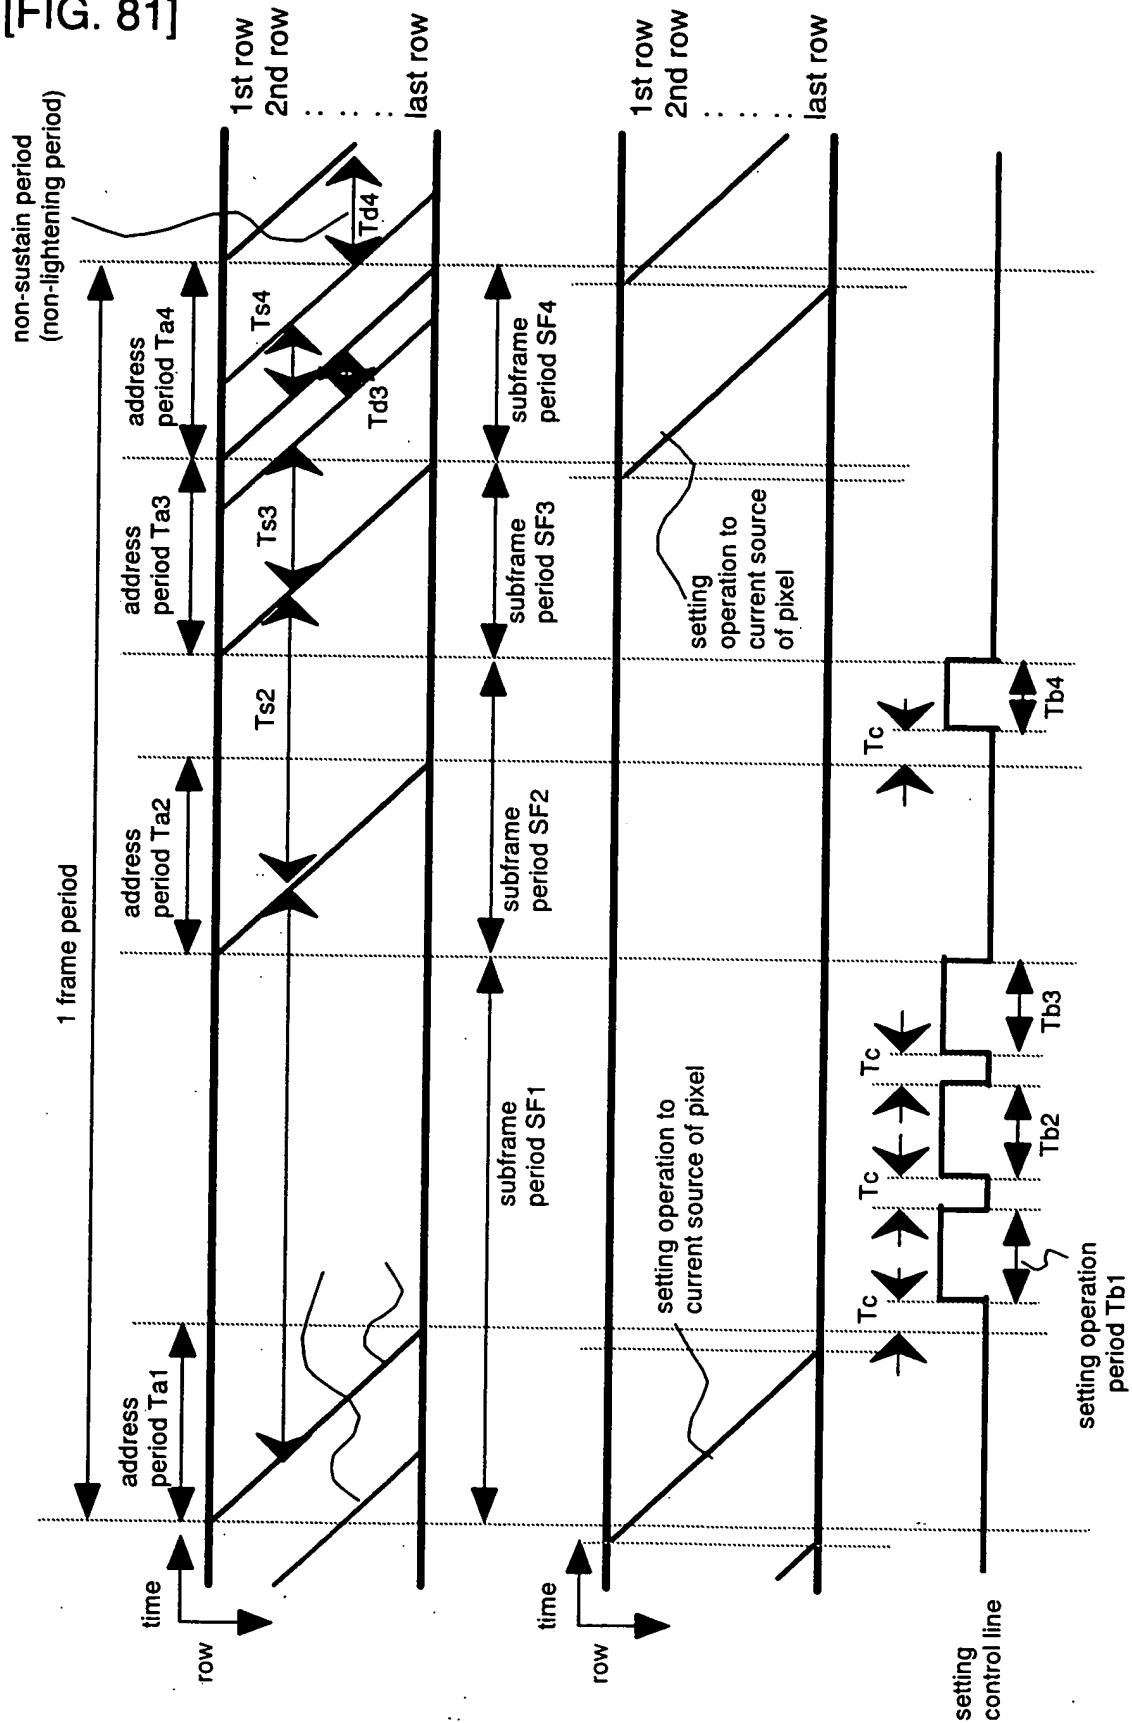 [FIG. 81]
non-sustain period
(non-lightening period)
1 frame period
address
period Ta1
address
period Ta2
address
period Ta3
address
period Ta4
time
row
Ts2
Ts3
Ts4
Td3
Td4
1st row
2nd row
last row
subframe
period SF1
subframe
period SF2
subframe
period SF3
subframe
period SF4
time
row
setting operation to
current source of pixel
setting
operation to
current source
of pixel
1st row
2nd row
last row
setting
control line
Tc
Tc
Tc
Tc
setting operation
period Tb1
Tb2
Tb3
Tb4